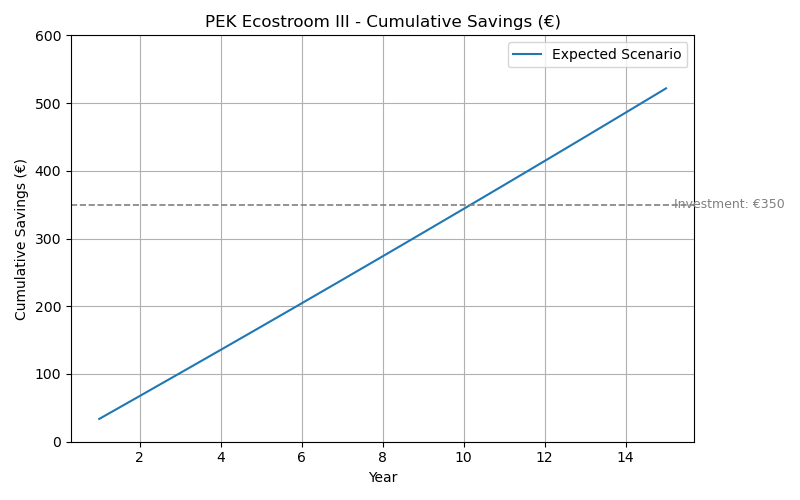 PEK Ecostroom III - Cumulative Savings (€)
Expected Scenario
Cumulative Savings (€)
600
500
400
300
200
100
0
Investment: €350
2 4 6 8 10 12 14
Year